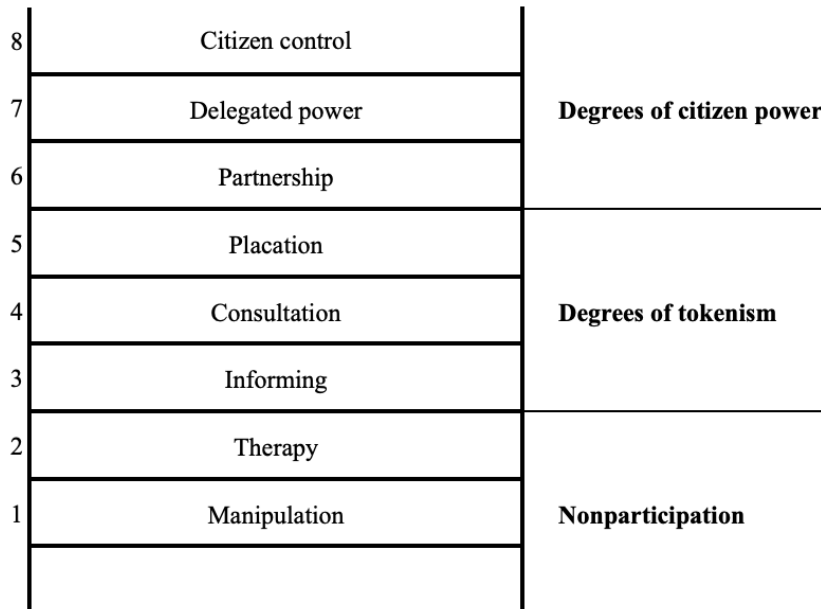 8 Citizen control
7 Delegated power Degrees of citizen power
6 Partnership
5 Placation
4 Consultation Degrees of tokenism
3 Informing
2 Therapy
1 Manipulation Nonparticipation